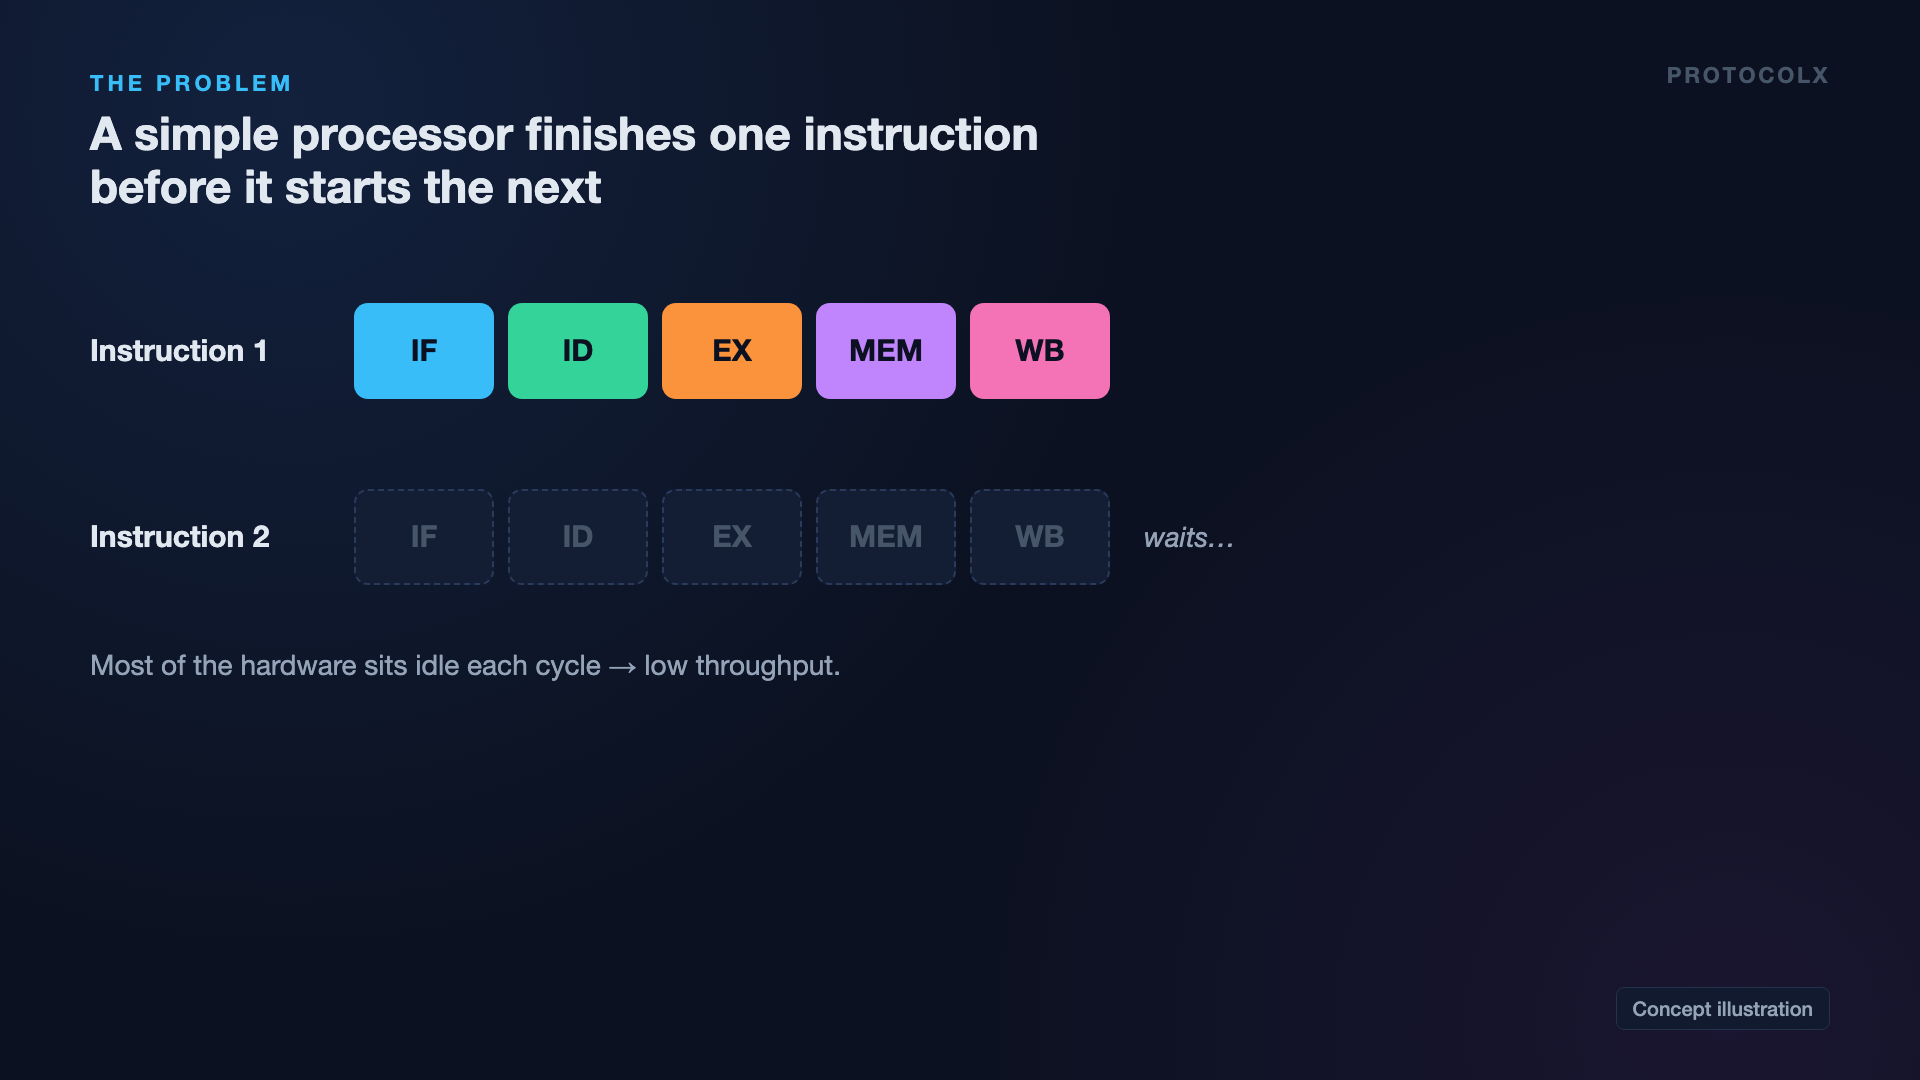 THE PROBLEM
PROTOCOLX
A simple processor finishes one instruction
before it starts the next
Instruction 1
IF
ID
EX
MEM
WB
Instruction 2
IF
ID
EX
MEM
WB
waits…
Most of the hardware sits idle each cycle → low throughput.
Concept illustration